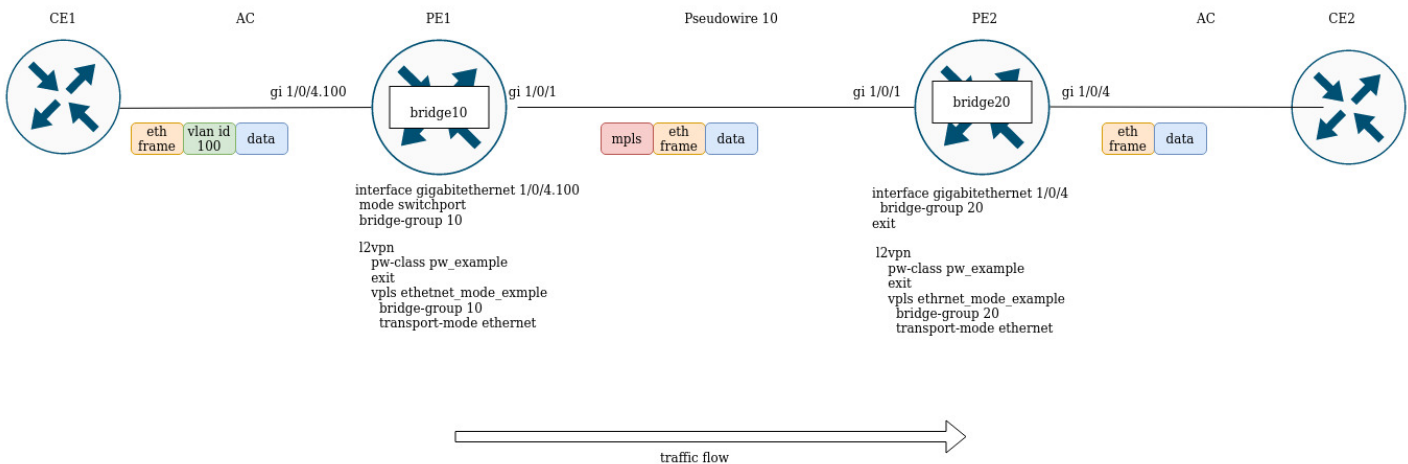 CE1
AC
PE1
Pseudowire 10
PE2
AC
CE2
gi 1/0/4.100
bridge10
gi 1/0/1
gi 1/0/1
bridge20
gi 1/0/4
eth
frame
vlan id
100
data
mpls
eth
frame
data
eth
frame
data
interface gigabitethernet 1/0/4.100
mode switchport
bridge-group 10
l2vpn
pw-class pw_example
exit
vpls ethetnet_mode_exmple
bridge-group 10
transport-mode ethernet
interface gigabitethernet 1/0/4
bridge-group 20
exit
l2vpn
pw-class pw_example
exit
vpls ethrnet_mode_example
bridge-group 20
transport-mode ethernet
traffic flow